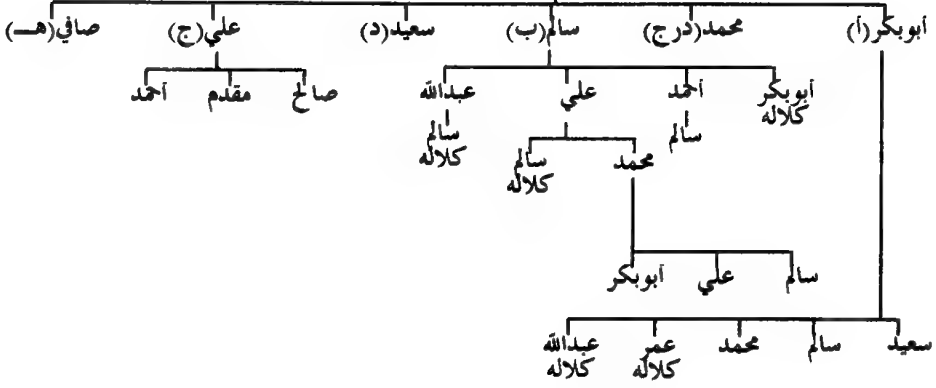 أبوبكر(أ) محمد(درج) سالم(ب) سعيد(د) علي(ج) صافي(هـ)
أبوبكر أحمد علي عبدالله صالح مقدم أحمد
كلاله سالم سالم
كلاله
محمد سالم
كلاله
سالم علي أبوبكر
سعيد سالم محمد عمر عبدالله
كلاله كلاله